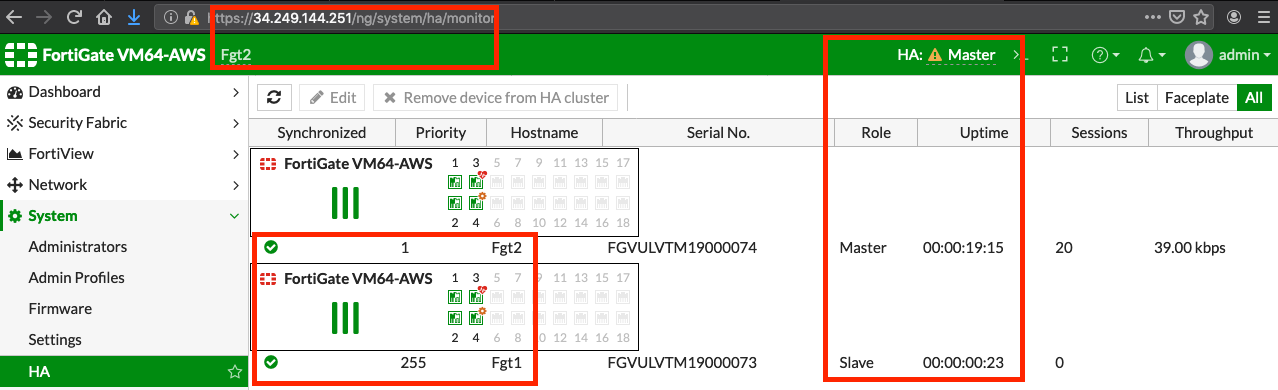 https://34.249.144.251/ng/system/ha/monitor
FortiGate VM64-AWS Fgt2 HA: Master >_ admin
Dashboard
Security Fabric
FortiView
Network
System
Administrators
Admin Profiles
Firmware
Settings
HA
Edit Remove device from HA cluster List Faceplate All
Synchronized Priority Hostname Serial No. Role Uptime Sessions Throughput
FortiGate VM64-AWS 1 3 5 7 9 11 13 15 17
2 4 6 8 10 12 14 16 18
1 Fgt2 FGVULVTM19000074 Master 00:00:19:15 20 39.00 kbps
FortiGate VM64-AWS 1 3 5 7 9 11 13 15 17
2 4 6 8 10 12 14 16 18
255 Fgt1 FGVULVTM19000073 Slave 00:00:00:23 0